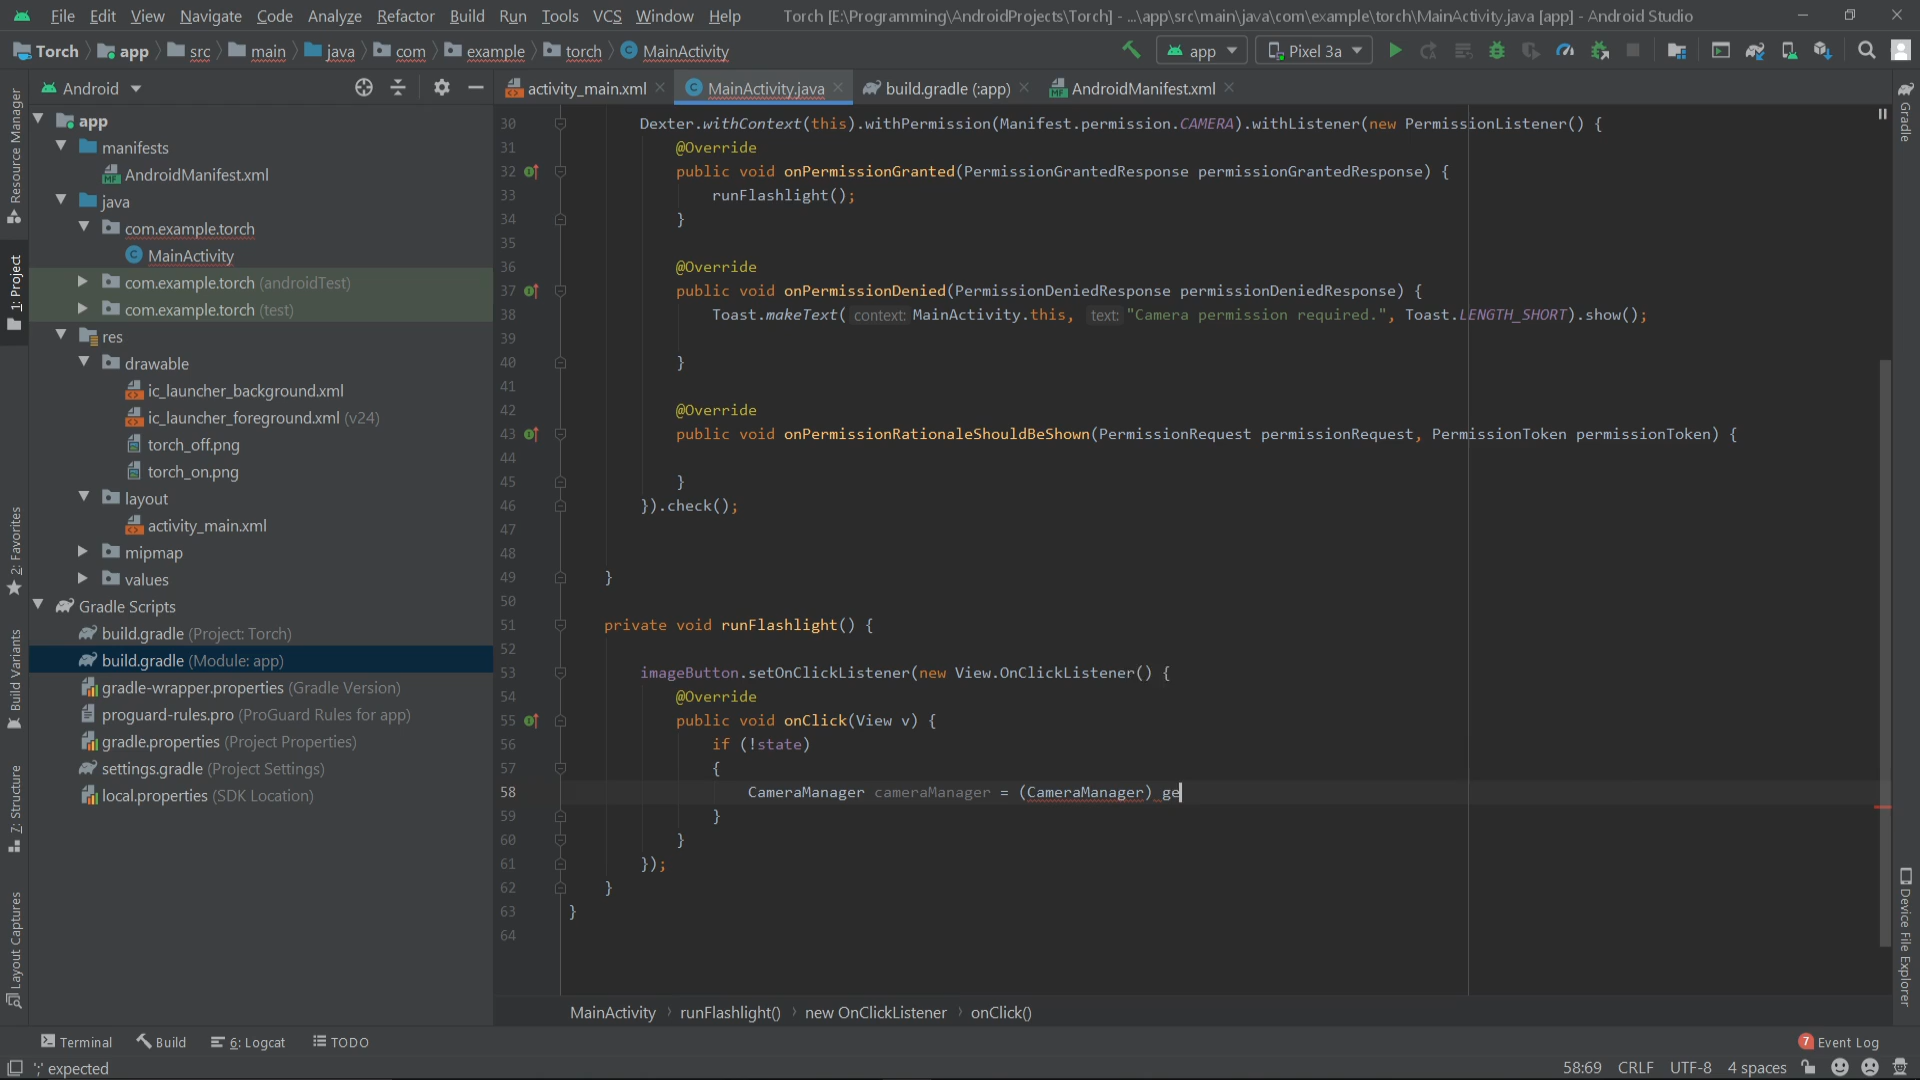 File Edit View Navigate Code Analyze Refactor Build Run Tools VCS Window Help Torch [E:\Programming\AndroidProjects\Torch] - ...\app\src\main\java\com\example\torch\MainActivity.java [app] - Android Studio
Torch app src main java com example torch MainActivity app Pixel 3a
Android activity_main.xml MainActivity.java build.gradle (:app) AndroidManifest.xml
Resource Manager
1: Project
2: Favorites
Build Variants
7: Structure
Layout Captures
app
manifests
AndroidManifest.xml
java
com.example.torch
MainActivity
com.example.torch (androidTest)
com.example.torch (test)
res
drawable
ic_launcher_background.xml
ic_launcher_foreground.xml (v24)
torch_off.png
torch_on.png
layout
activity_main.xml
mipmap
values
Gradle Scripts
build.gradle (Project: Torch)
build.gradle (Module: app)
gradle-wrapper.properties (Gradle Version)
proguard-rules.pro (ProGuard Rules for app)
gradle.properties (Project Properties)
settings.gradle (Project Settings)
local.properties (SDK Location)
30 Dexter.withContext(this).withPermission(Manifest.permission.CAMERA).withListener(new PermissionListener() {
31 @Override
32 public void onPermissionGranted(PermissionGrantedResponse permissionGrantedResponse) {
33 runFlashlight();
34 }
35
36 @Override
37 public void onPermissionDenied(PermissionDeniedResponse permissionDeniedResponse) {
38 Toast.makeText( context: MainActivity.this, text: "Camera permission required.", Toast.LENGTH_SHORT).show();
39
40 }
41
42 @Override
43 public void onPermissionRationaleShouldBeShown(PermissionRequest permissionRequest, PermissionToken permissionToken) {
44
45 }
46 }).check();
47
48
49 }
50
51 private void runFlashlight() {
52
53 imageButton.setOnClickListener(new View.OnClickListener() {
54 @Override
55 public void onClick(View v) {
56 if (!state)
57 {
58 CameraManager cameraManager = (CameraManager) ge
59 }
60 }
61 });
62 }
63 }
64
Gradle
Device File Explorer
MainActivity runFlashlight() new OnClickListener onClick()
Terminal Build 6: Logcat TODO 7 Event Log
';' expected 58:69 CRLF UTF-8 4 spaces